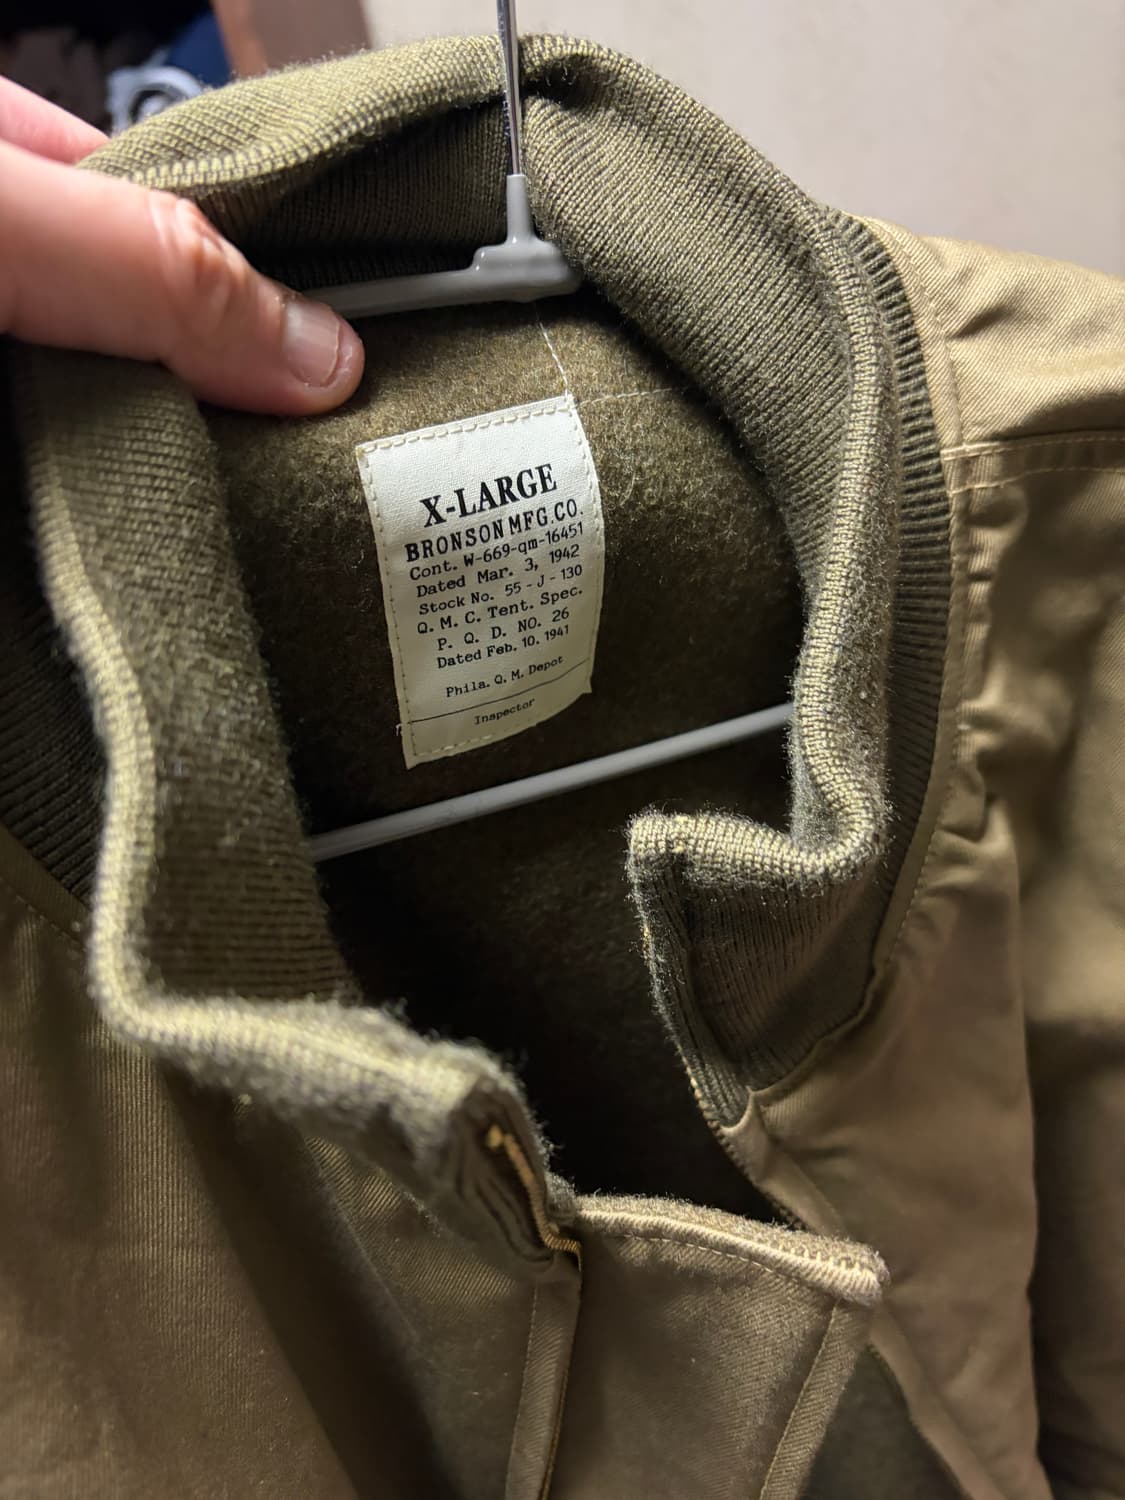 X-LARGE
BRONSON MFG.CO.
Cont. W-669-qm-16451
Dated Mar. 3, 1942
Stock No. 55 - J - 130
Q. M. C. Tent. Spec.
P. Q. D. NO. 26
Dated Feb. 10. 1941
Phila. Q. M. Depot
Inspector